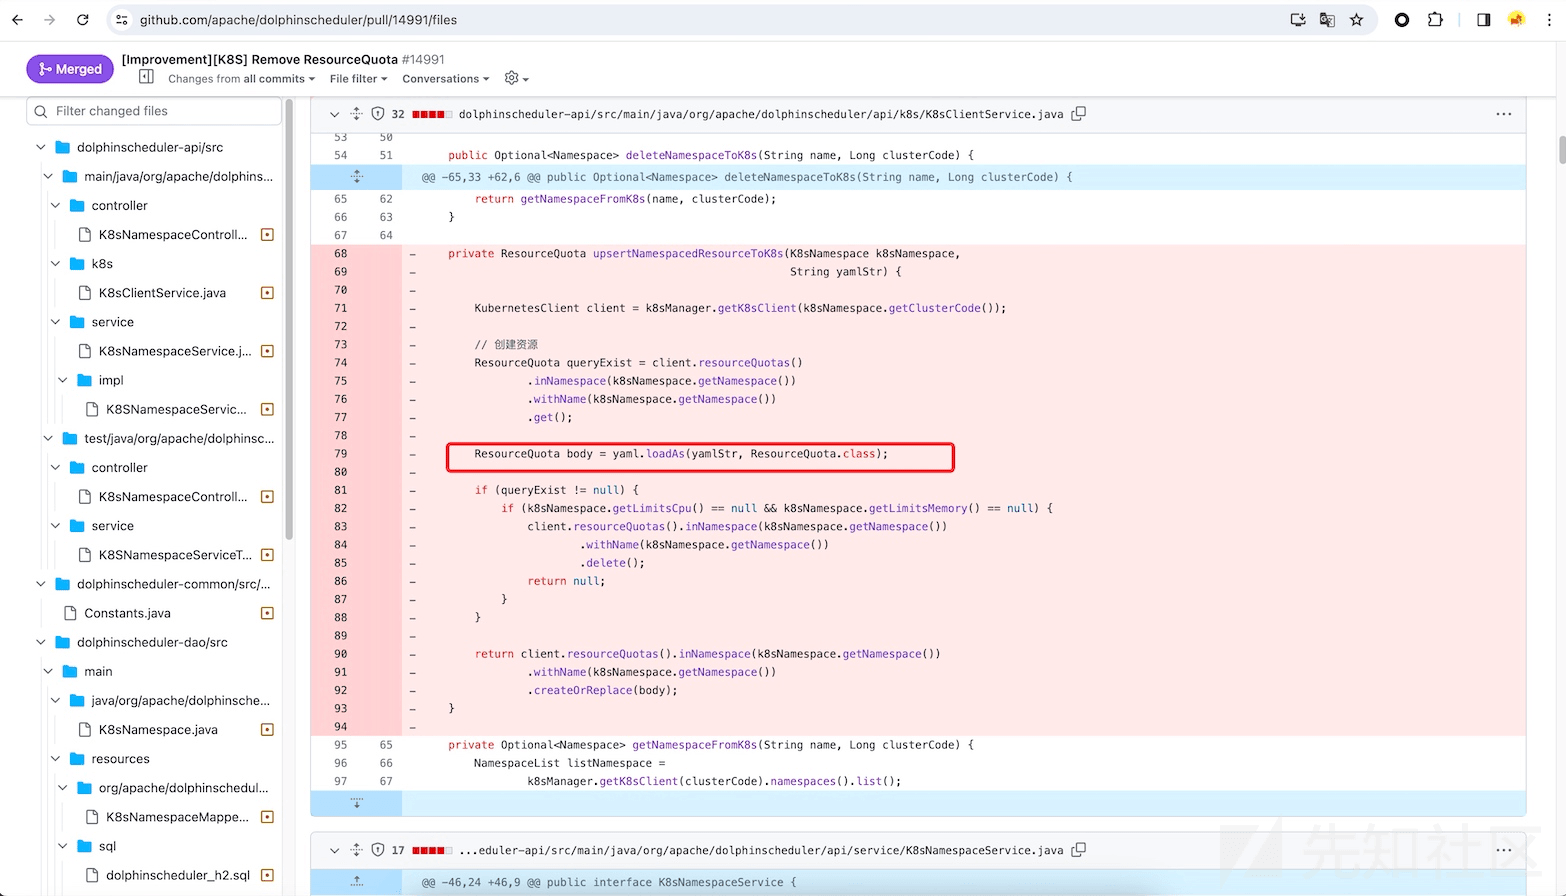 github.com/apache/dolphinscheduler/pull/14991/files
Merged
[Improvement][K8S] Remove ResourceQuota #14991
Changes from all commits
File filter
Conversations
Filter changed files
dolphinscheduler-api/src
main/java/org/apache/dolphins...
controller
K8sNamespaceControll...
k8s
K8sClientService.java
service
K8sNamespaceService.j...
impl
K8SNamespaceServic...
test/java/org/apache/dolphinsc...
controller
K8sNamespaceControll...
service
K8SNamespaceServiceT...
dolphinscheduler-common/src/...
Constants.java
dolphinscheduler-dao/src
main
java/org/apache/dolphinsche...
K8sNamespace.java
resources
org/apache/dolphinschedul...
K8sNamespaceMappe...
sql
dolphinscheduler_h2.sql
32 dolphinscheduler-api/src/main/java/org/apache/dolphinscheduler/api/k8s/K8sClientService.java
53 50
54 51 public Optional<Namespace> deleteNamespaceToK8s(String name, Long clusterCode) {
@@ -65,33 +62,6 @@ public Optional<Namespace> deleteNamespaceToK8s(String name, Long clusterCode) {
65 62 return getNamespaceFromK8s(name, clusterCode);
66 63 }
67 64
68 - private ResourceQuota upsertNamespacedResourceToK8s(K8sNamespace k8sNamespace,
69 - String yamlStr) {
70 -
71 - KubernetesClient client = k8sManager.getK8sClient(k8sNamespace.getClusterCode());
72 -
73 - // 创建资源
74 - ResourceQuota queryExist = client.resourceQuotas()
75 - .inNamespace(k8sNamespace.getNamespace())
76 - .withName(k8sNamespace.getNamespace())
77 - .get();
78 -
79 - ResourceQuota body = yaml.loadAs(yamlStr, ResourceQuota.class);
80 -
81 - if (queryExist != null) {
82 - if (k8sNamespace.getLimitsCpu() == null && k8sNamespace.getLimitsMemory() == null) {
83 - client.resourceQuotas().inNamespace(k8sNamespace.getNamespace())
84 - .withName(k8sNamespace.getNamespace())
85 - .delete();
86 - return null;
87 - }
88 - }
89 -
90 - return client.resourceQuotas().inNamespace(k8sNamespace.getNamespace())
91 - .withName(k8sNamespace.getNamespace())
92 - .createOrReplace(body);
93 - }
94 -
95 65 private Optional<Namespace> getNamespaceFromK8s(String name, Long clusterCode) {
96 66 NamespaceList listNamespace =
97 67 k8sManager.getK8sClient(clusterCode).namespaces().list();
17 ...eduler-api/src/main/java/org/apache/dolphinscheduler/api/service/K8sNamespaceService.java
@@ -46,24 +46,9 @@ public interface K8sNamespaceService {
先知社区